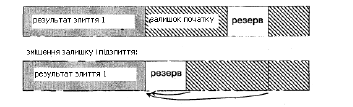 результат злиття 1 залишок початку резерв
зміщення залишку і підзлиття:
результат злиття 1 резерв